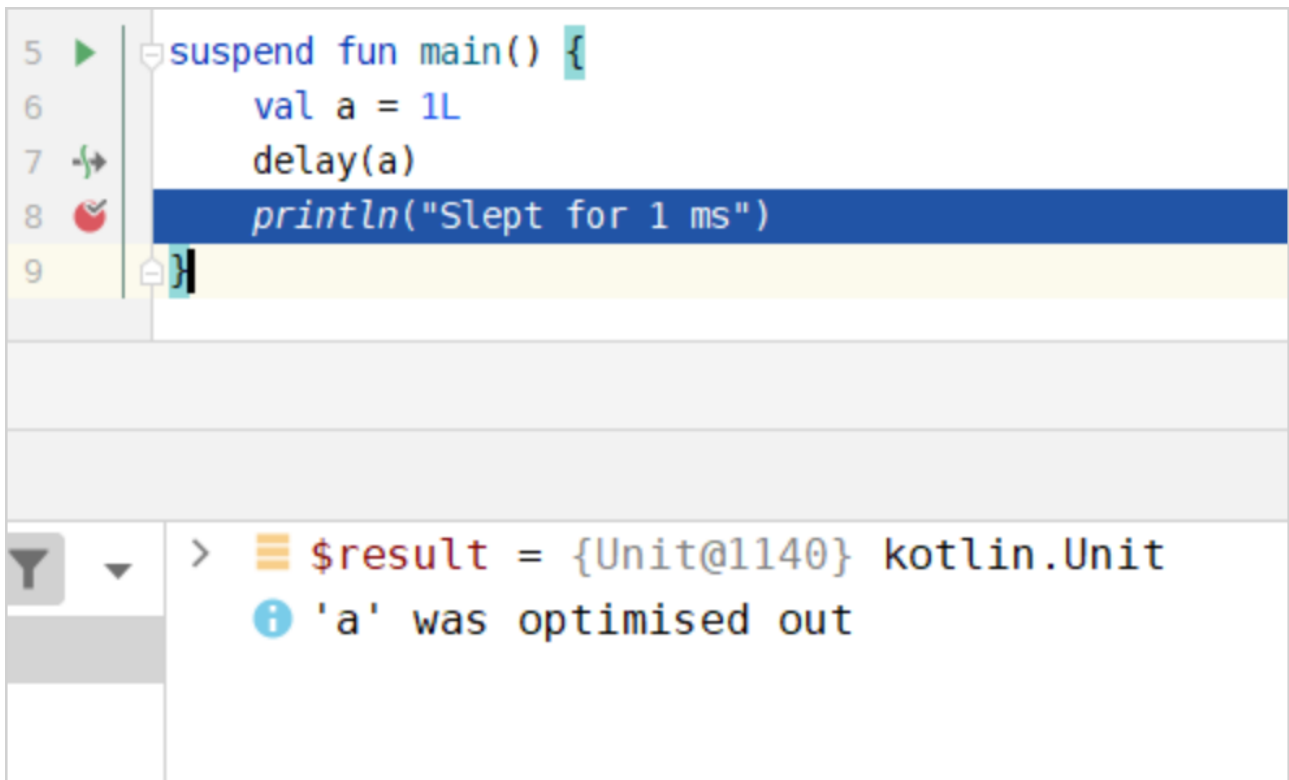 5 suspend fun main() {
6 val a = 1L
7 delay(a)
8 println("Slept for 1 ms")
9 }
$result = {Unit@1140} kotlin.Unit
'a' was optimised out